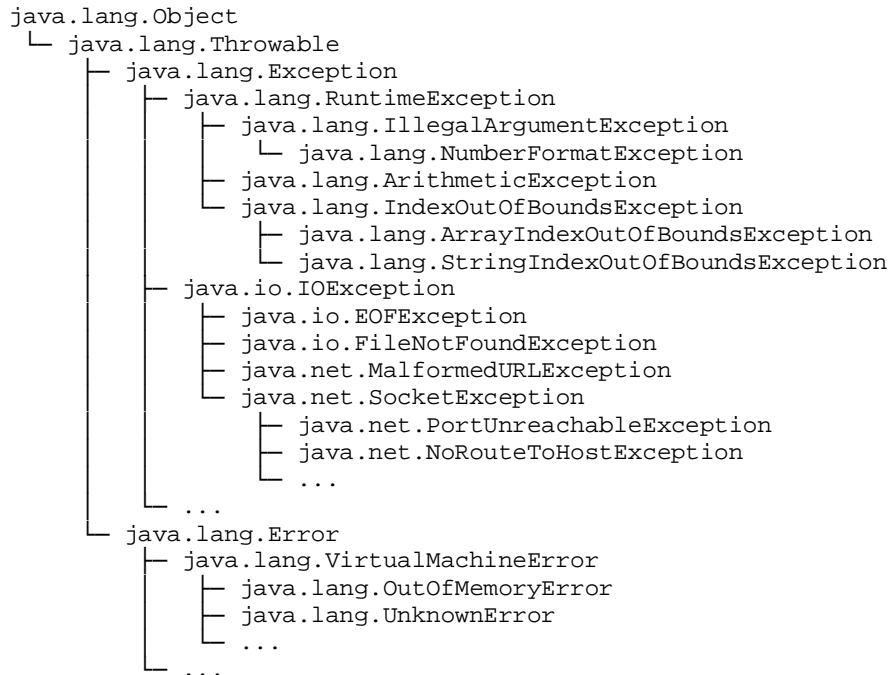 java.lang.Object
java.lang.Throwable
java.lang.Exception
java.lang.RuntimeException
java.lang.IllegalArgumentException
java.lang.NumberFormatException
java.lang.ArithmeticException
java.lang.IndexOutOfBoundsException
java.lang.ArrayIndexOutOfBoundsException
java.lang.StringIndexOutOfBoundsException
java.io.IOException
java.io.EOFException
java.io.FileNotFoundException
java.net.MalformedURLException
java.net.SocketException
java.net.PortUnreachableException
java.net.NoRouteToHostException
...
...
java.lang.Error
java.lang.VirtualMachineError
java.lang.OutOfMemoryError
java.lang.UnknownError
...
...